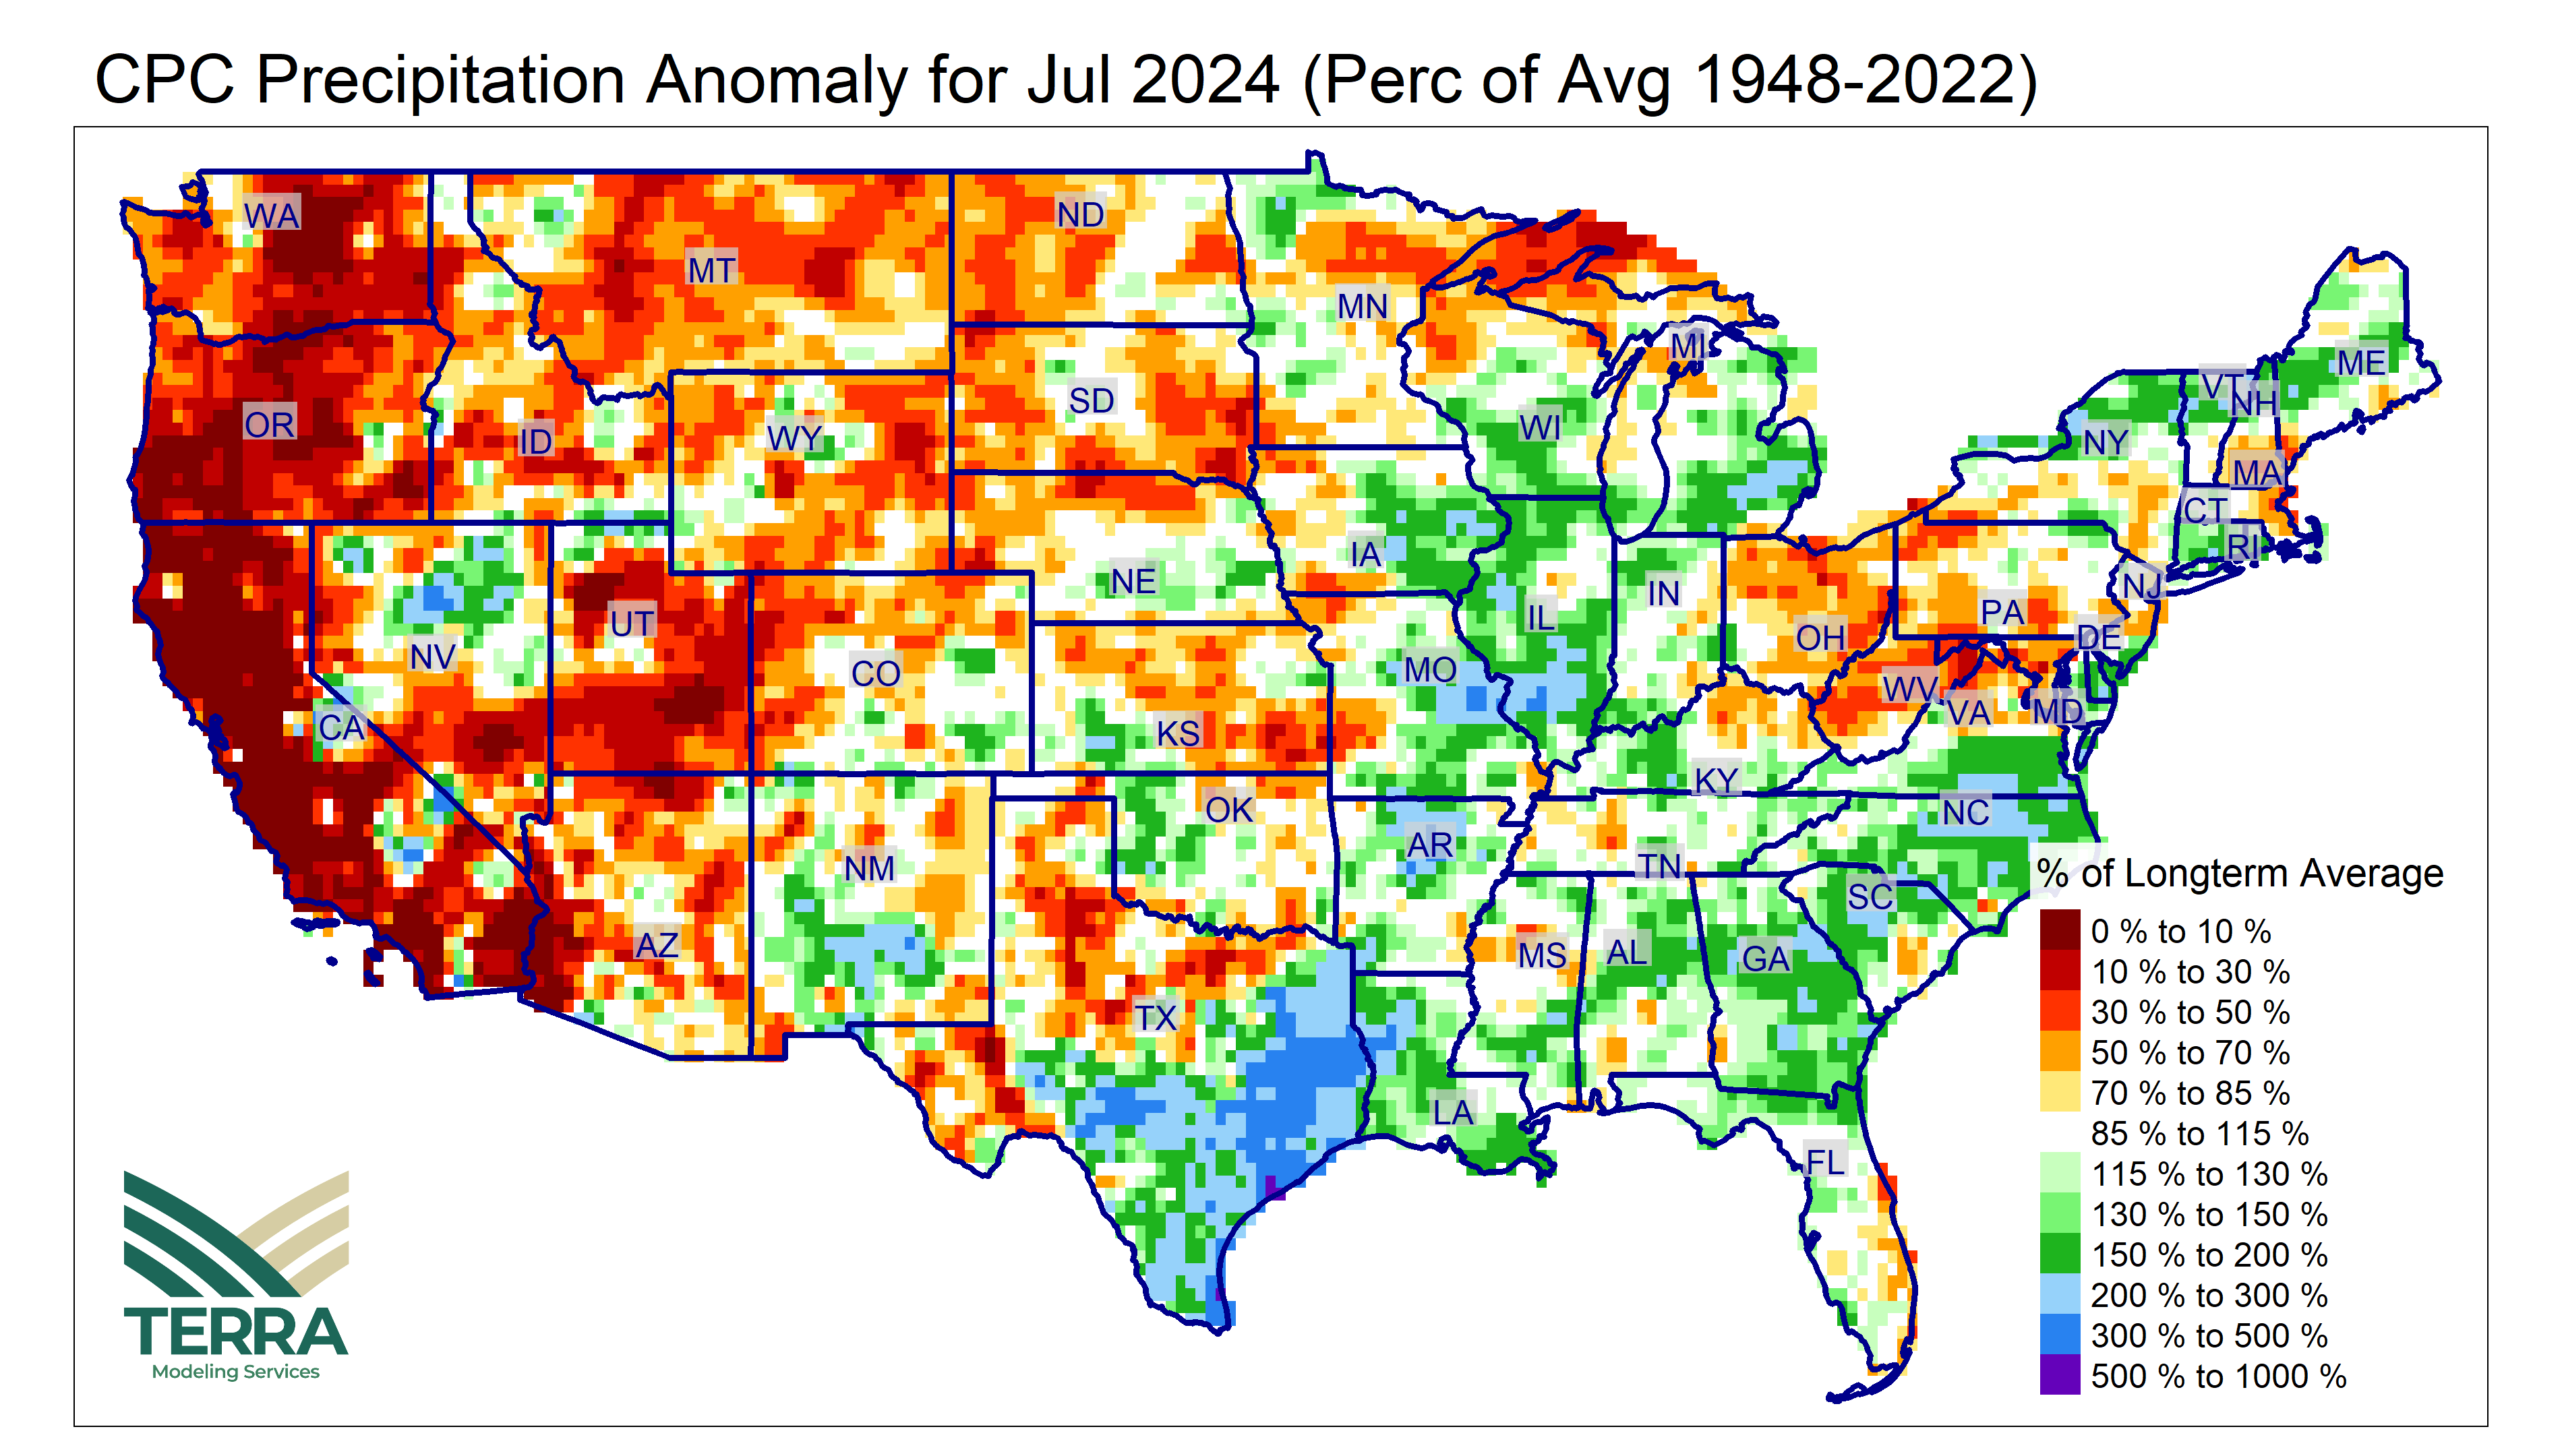 CPC Precipitation Anomaly for Jul 2024 (Perc of Avg 1948-2022)
WA
MT
ND
MN
MI
ME
VT
NH
OR
ID
WY
SD
WI
NY
MA
CT
RI
NV
UT
CO
NE
IA
IL
IN
OH
PA
NJ
DE
CA
KS
MO
KY
WV
VA
MD
AZ
NM
OK
AR
TN
NC
SC
TX
MS
AL
GA
LA
FL
% of Longterm Average
0 % to 10 %
10 % to 30 %
30 % to 50 %
50 % to 70 %
70 % to 85 %
85 % to 115 %
115 % to 130 %
130 % to 150 %
150 % to 200 %
200 % to 300 %
300 % to 500 %
500 % to 1000 %
TERRA
Modeling Services